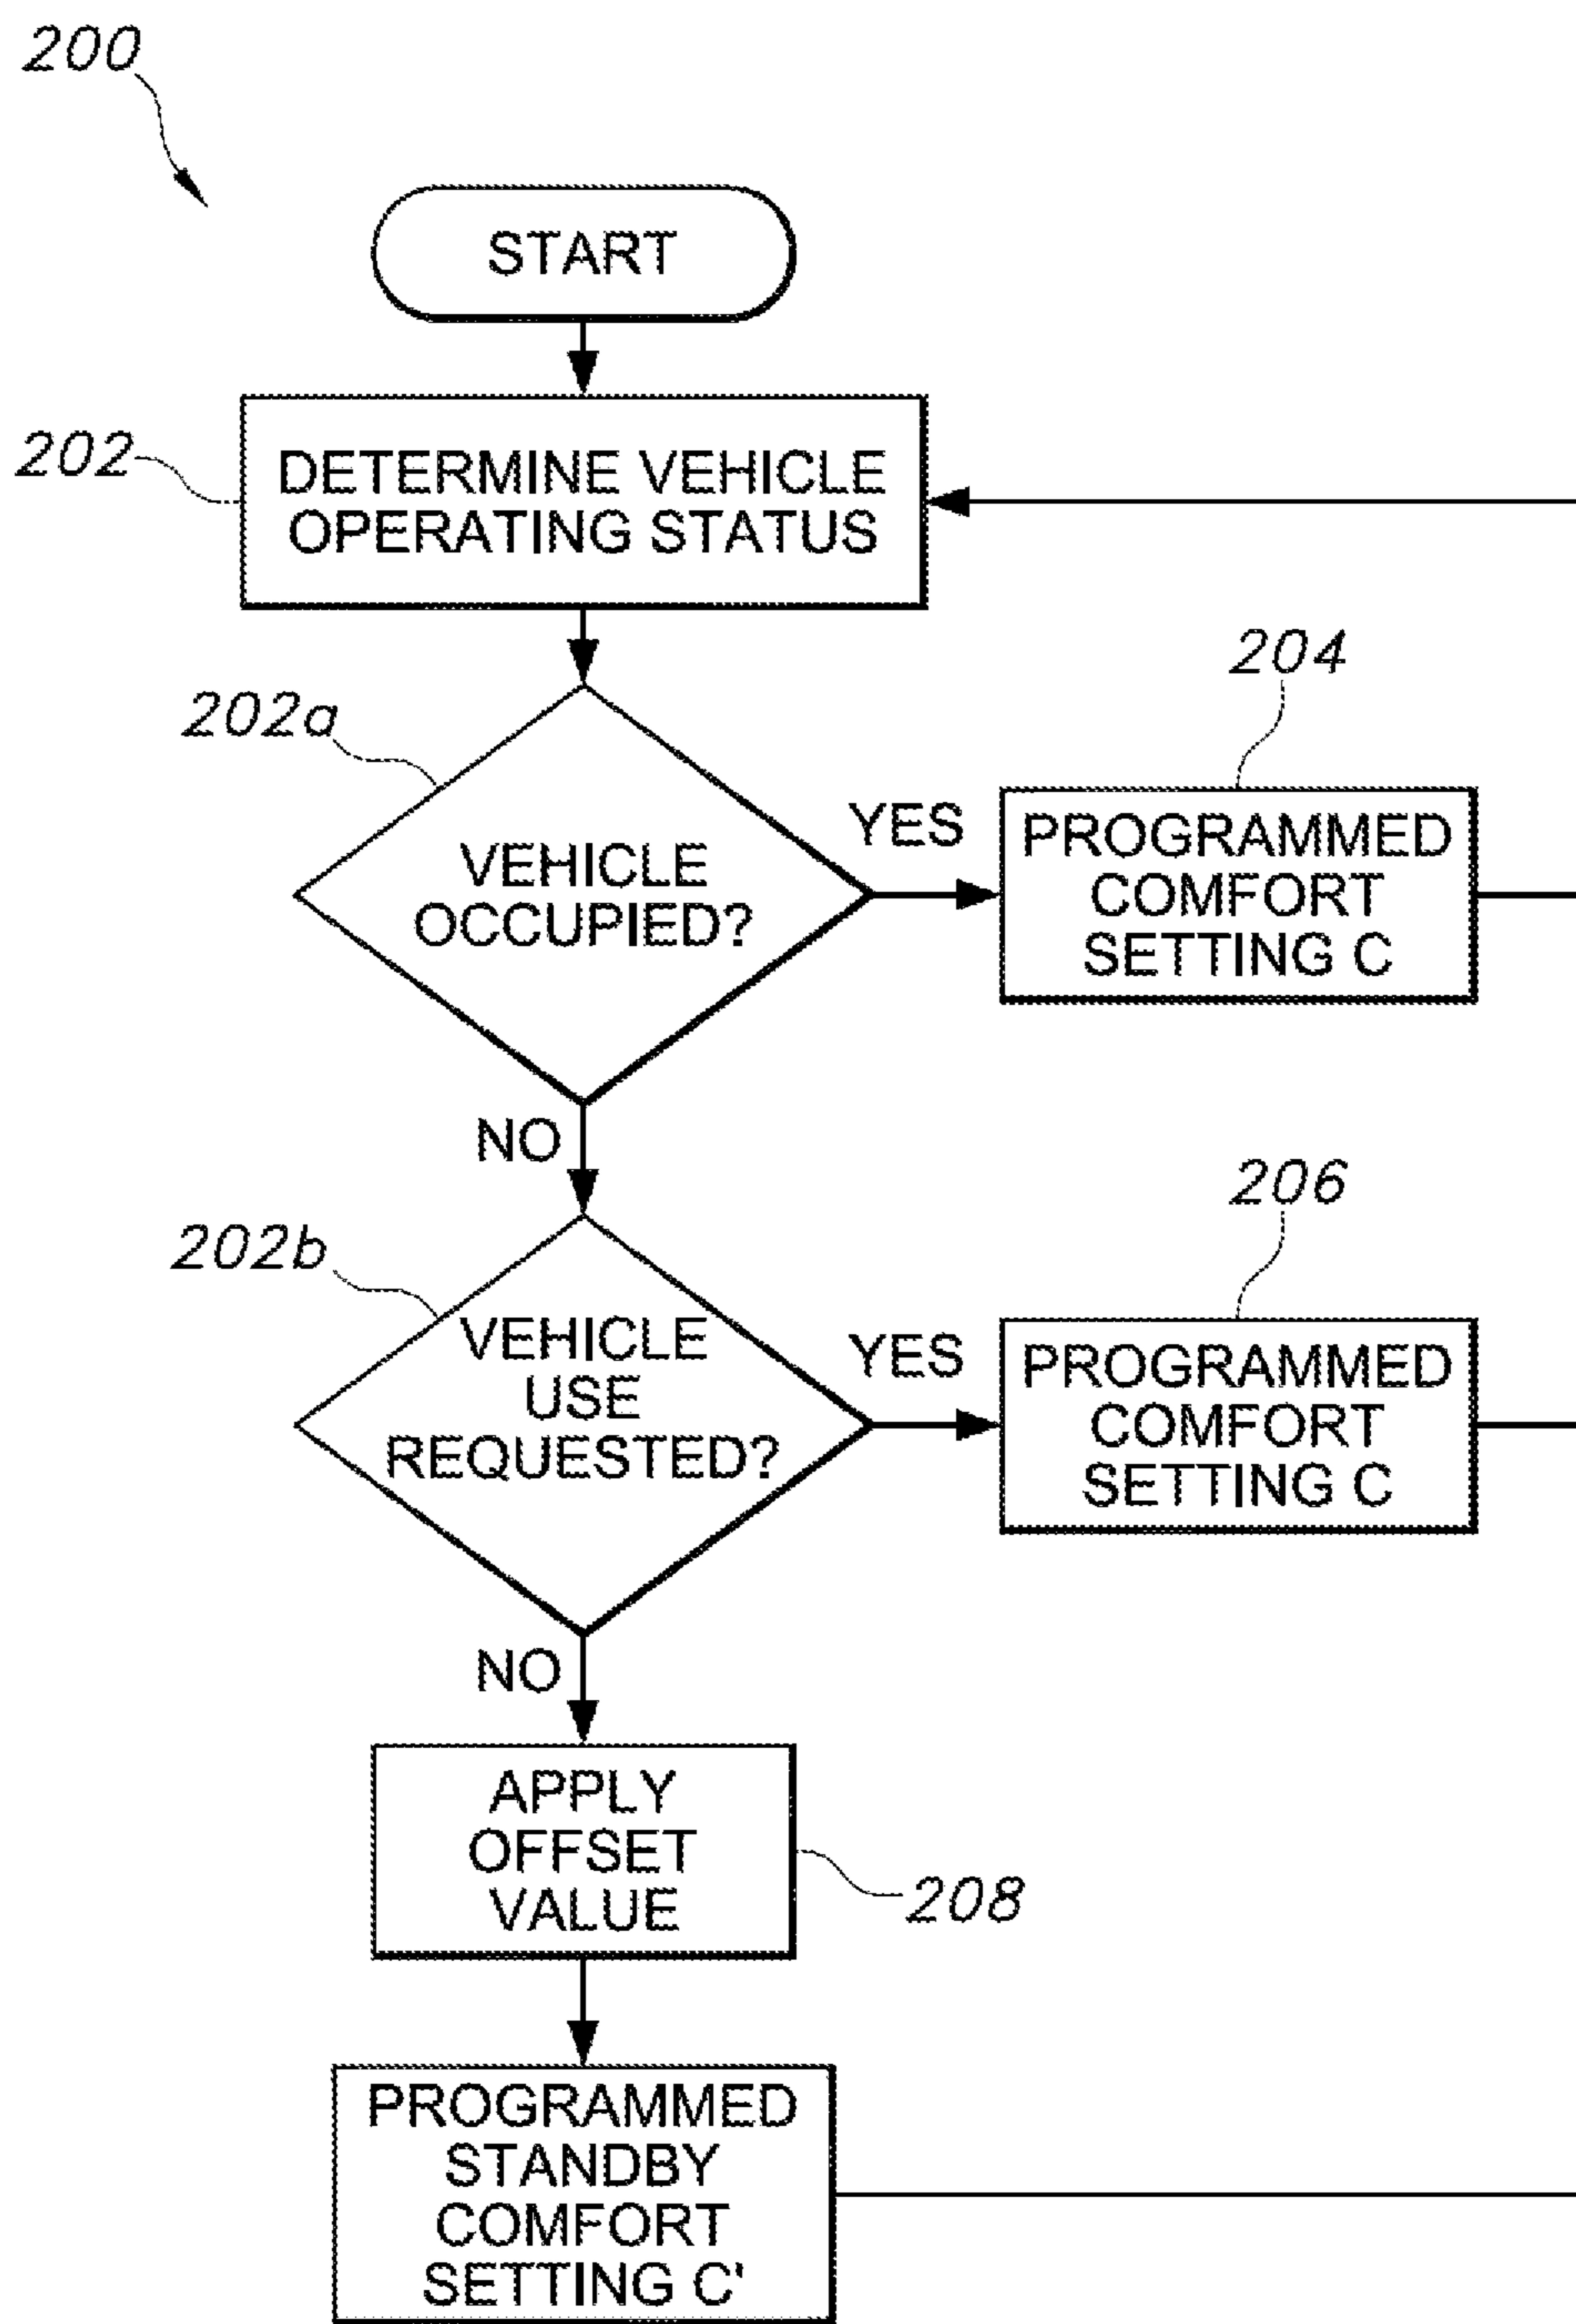 200
START
202
DETERMINE VEHICLE
OPERATING STATUS
202a
VEHICLE
OCCUPIED?
YES
204
PROGRAMMED
COMFORT
SETTING C
NO
202b
VEHICLE
USE
REQUESTED?
YES
206
PROGRAMMED
COMFORT
SETTING C
NO
APPLY
OFFSET
VALUE
208
PROGRAMMED
STANDBY
COMFORT
SETTING C'